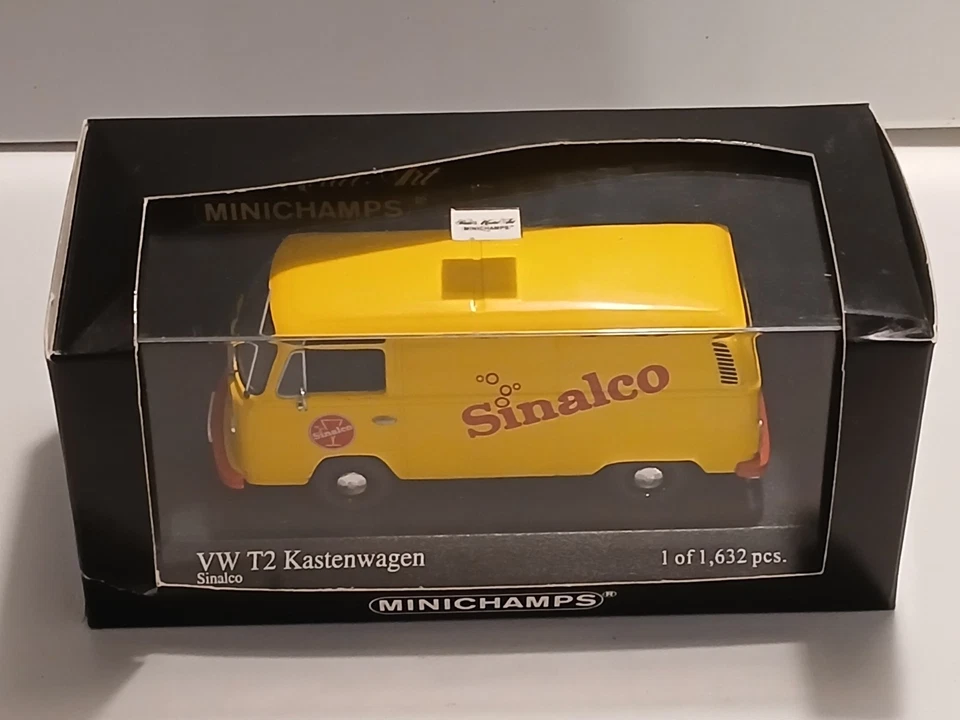 MINICHAMPS®
MINICHAMPS
Sinalco
Sinalco
VW T2 Kastenwagen
1 of 1,632 pcs.
Sinalco
MINICHAMPS®